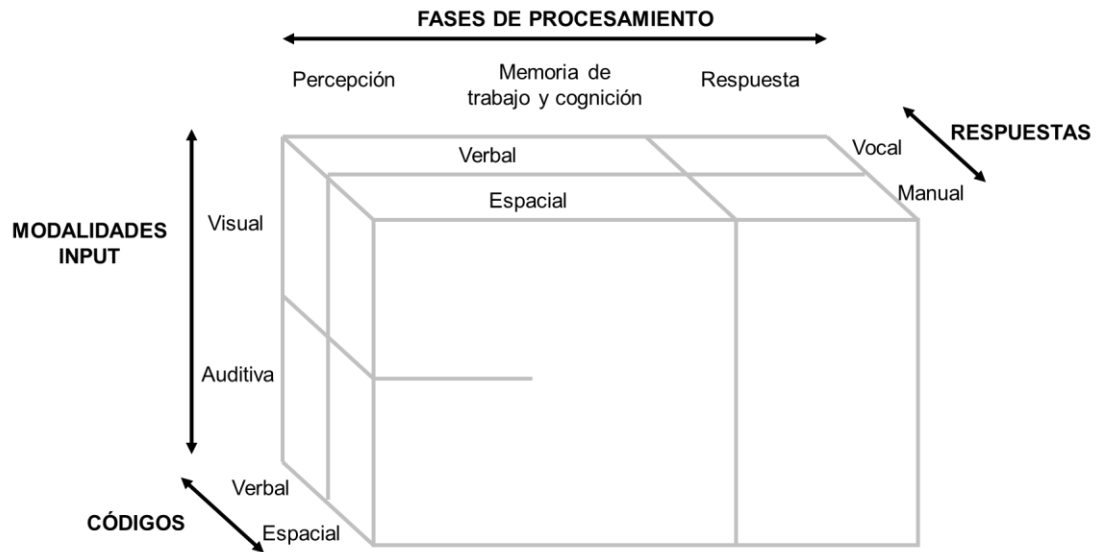 FASES DE PROCESAMIENTO
Percepción
Memoria de
trabajo y cognición
Respuesta
RESPUESTAS
Verbal
Vocal
Espacial
Manual
Visual
MODALIDADES
INPUT
Auditiva
Verbal
CÓDIGOS
Espacial